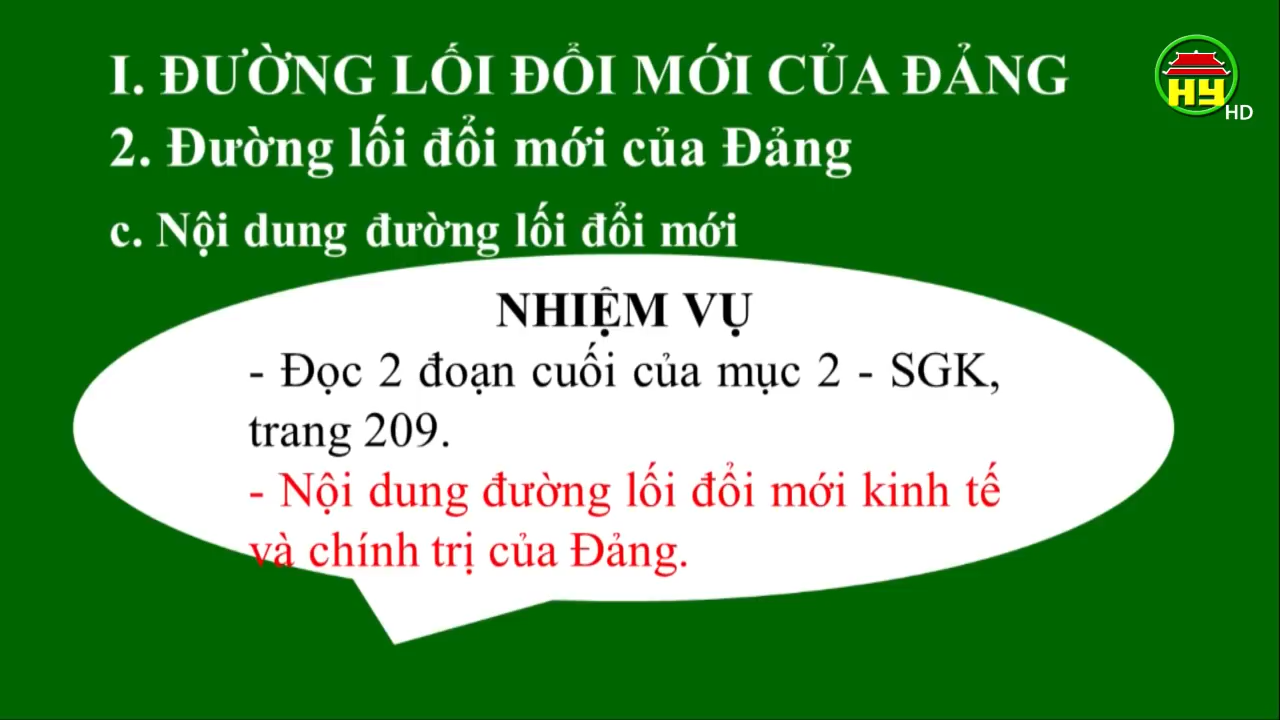 I. ĐƯỜNG LỐI ĐỔI MỚI CỦA ĐẢNG
HY
HD
2. Đường lối đổi mới của Đảng
c. Nội dung đường lối đổi mới
NHIỆM VỤ
- Đọc 2 đoạn cuối của mục 2 - SGK,
trang 209.
- Nội dung đường lối đổi mới kinh tế
và chính trị của Đảng.